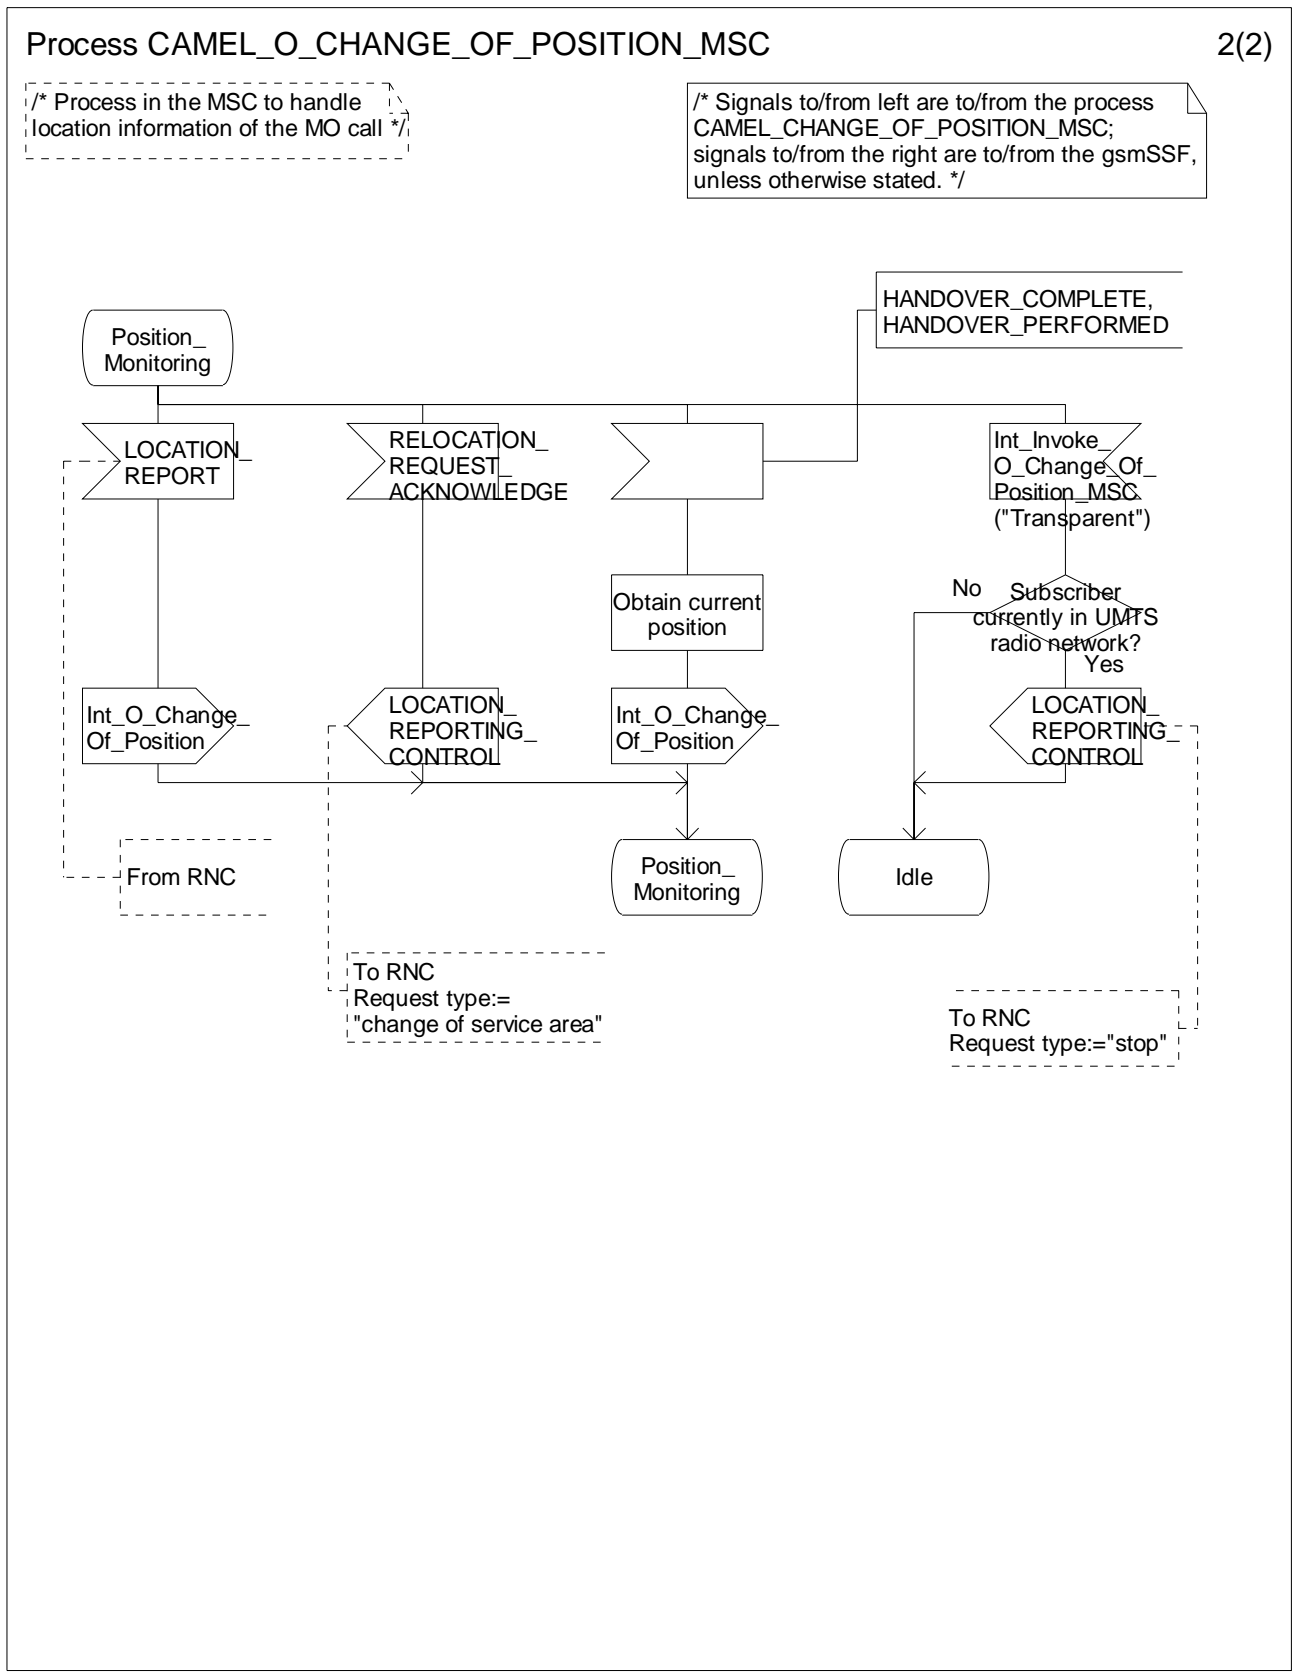 Process CAMEL_O_CHANGE_OF_POSITION_MSC
2(2)
/* Process in the MSC to handle
location information of the MO call */
/* Signals to/from left are to/from the process
CAMEL_CHANGE_OF_POSITION_MSC;
signals to/from the right are to/from the gsmSSF,
unless otherwise stated. */
HANDOVER_COMPLETE,
HANDOVER_PERFORMED
Position_
Monitoring
LOCATION_
REPORT
RELOCATION_
REQUEST_
ACKNOWLEDGE
Int_Invoke_
O_Change_Of_
Position_MSC
("Transparent")
Obtain current
position
No
Subscriber
currently in UMTS
radio network?
Yes
Int_O_Change_
Of_Position
LOCATION_
REPORTING_
CONTROL
Int_O_Change_
Of_Position
LOCATION_
REPORTING_
CONTROL
From RNC
Position_
Monitoring
Idle
To RNC
Request type:=
"change of service area"
To RNC
Request type:="stop"